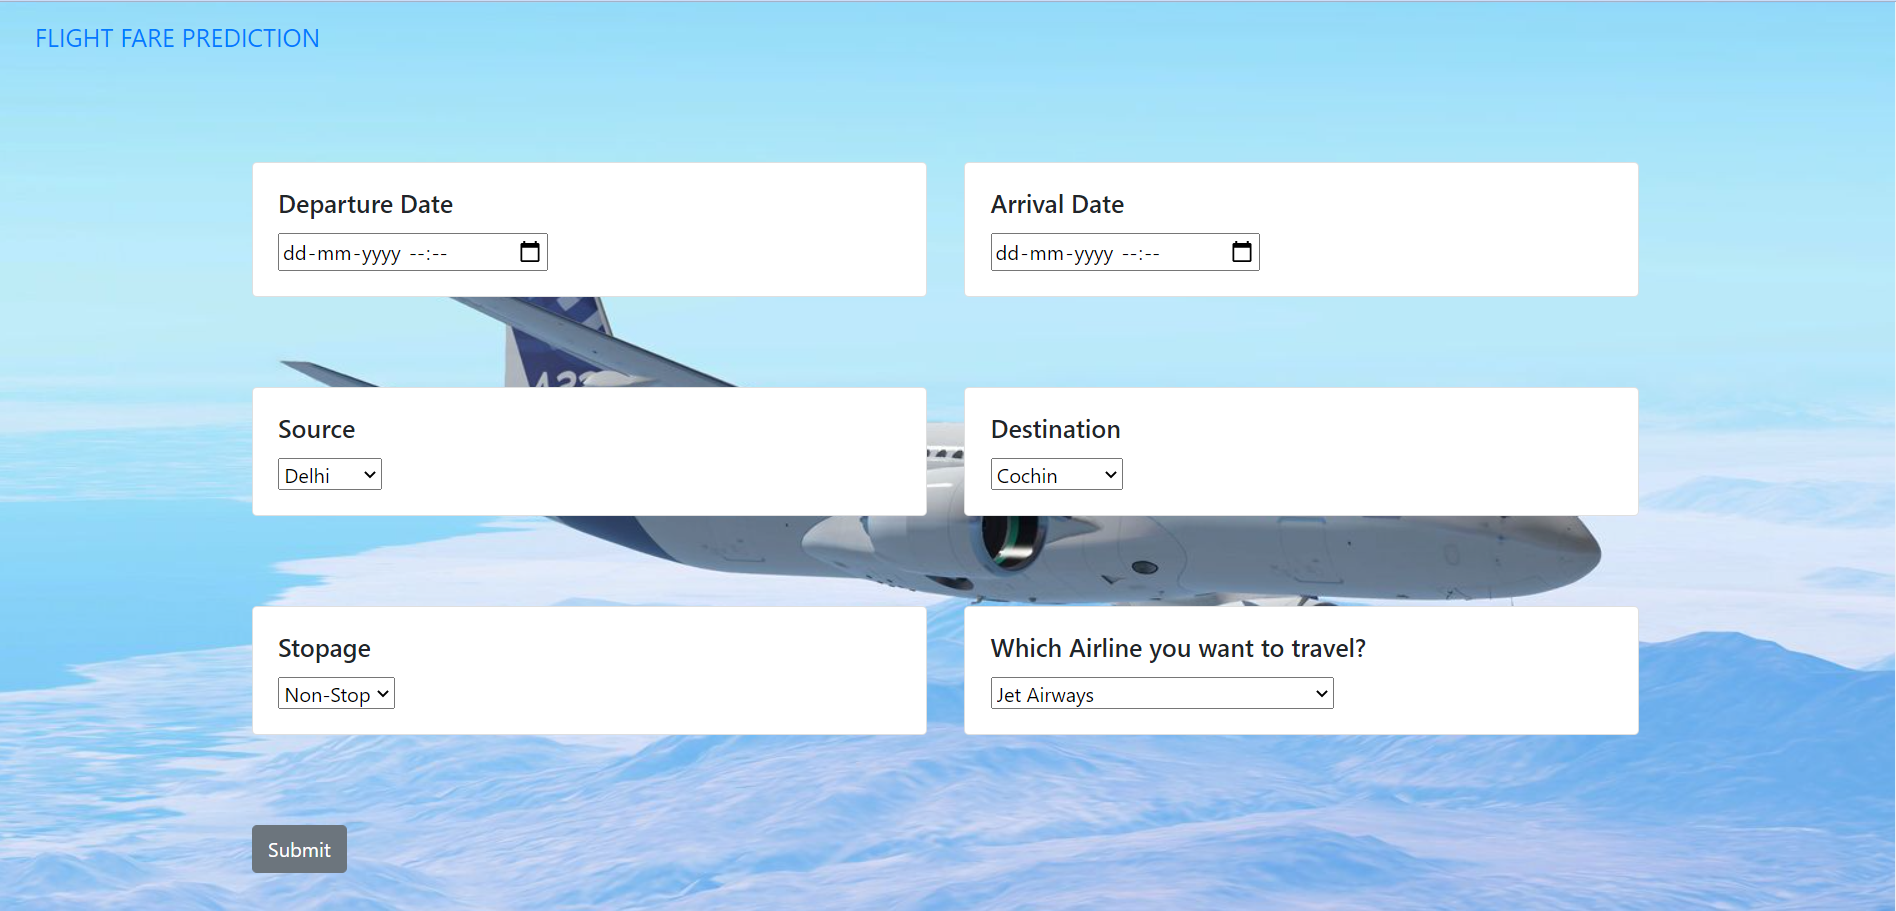 FLIGHT FARE PREDICTION
Departure Date
dd-mm-yyyy --:--
Arrival Date
dd-mm-yyyy --:--
Source
Delhi
Destination
Cochin
Stopage
Non-Stop
Which Airline you want to travel?
Jet Airways
Submit